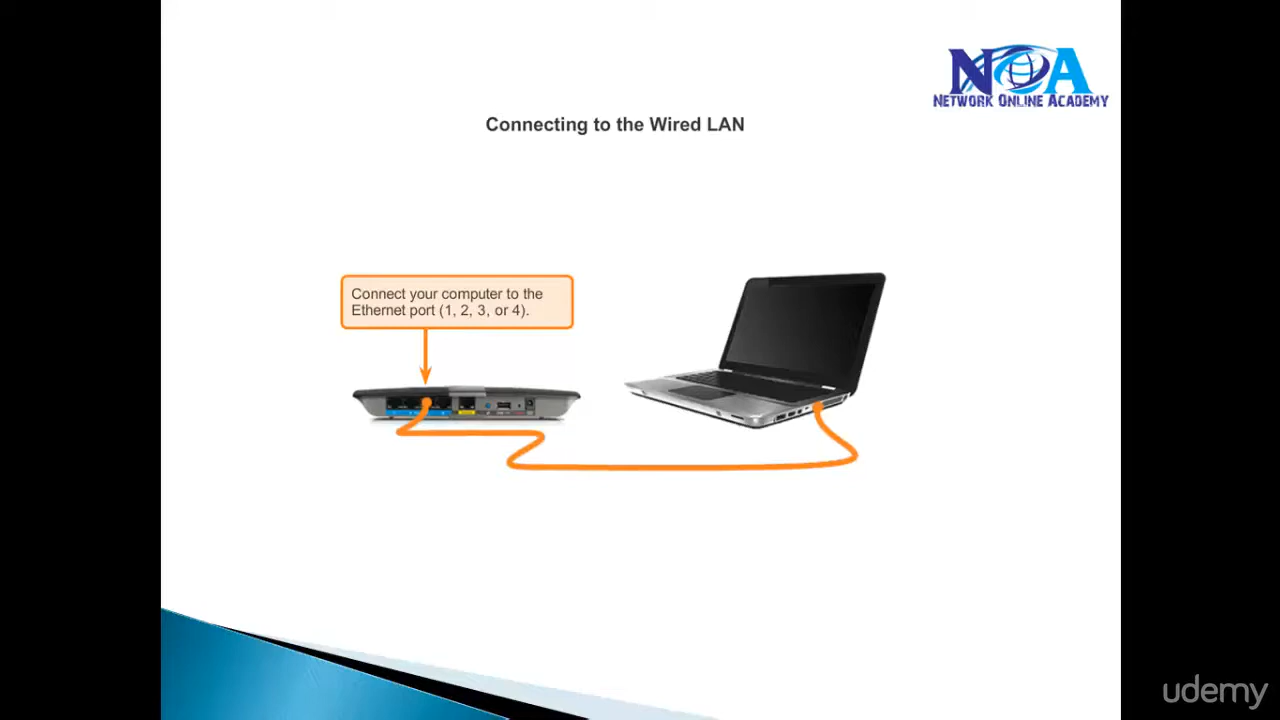 NOA
NETWORK ONLINE ACADEMY
Connecting to the Wired LAN
Connect your computer to the
Ethernet port (1, 2, 3, or 4).
udemy